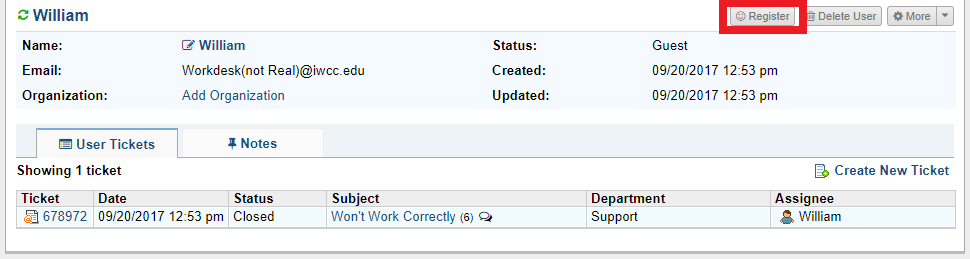 William Register Delete User More
Name: William Status: Guest
Email: Workdesk(not Real)@iwcc.edu Created: 09/20/2017 12:53 pm
Organization: Add Organization Updated: 09/20/2017 12:53 pm
User Tickets Notes
Showing 1 ticket Create New Ticket
Ticket Date Status Subject Department Assignee
678972 09/20/2017 12:53 pm Closed Won't Work Correctly (6) Support William